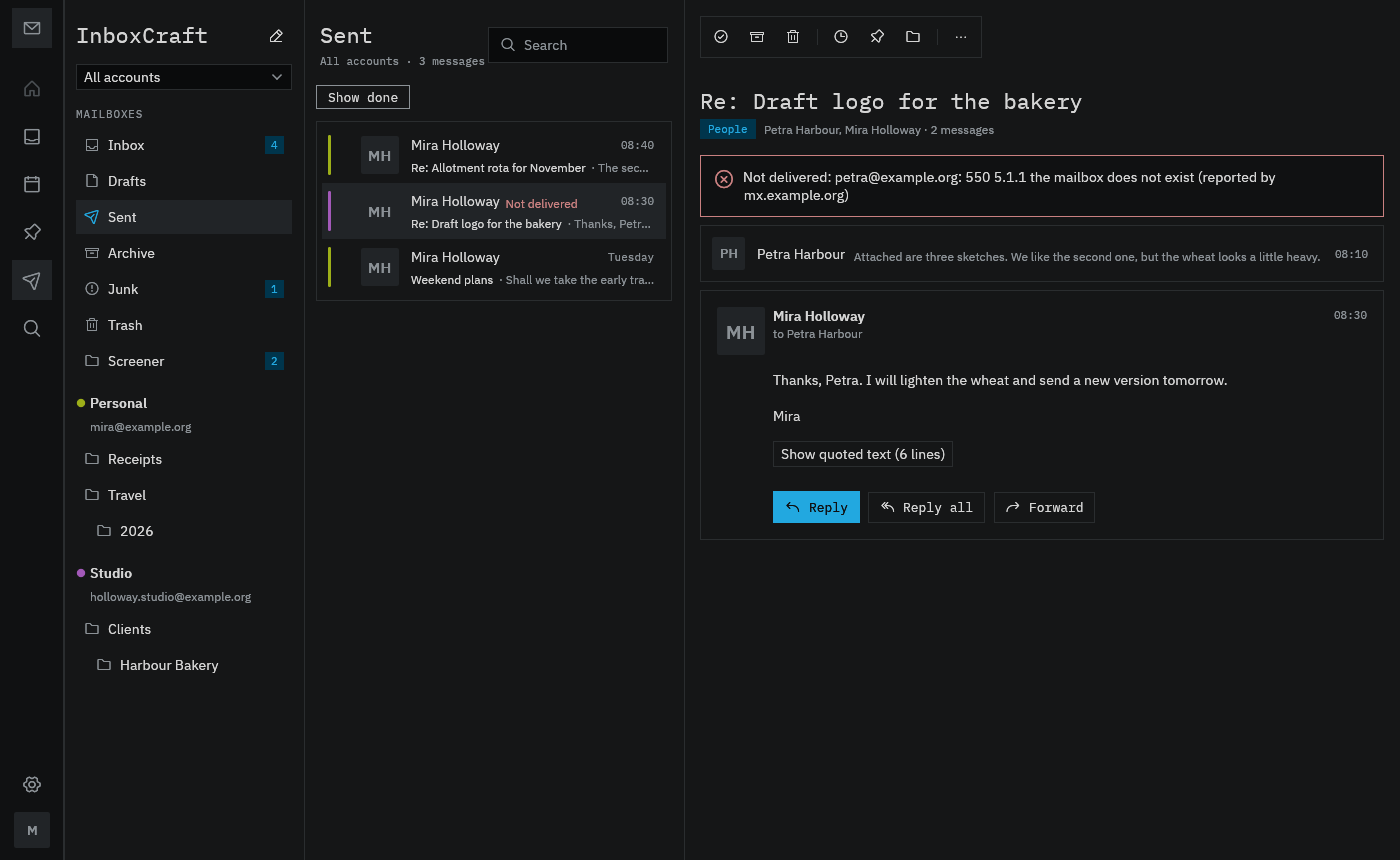 InboxCraft
All accounts
MAILBOXES
Inbox 4
Drafts
Sent
Archive
Junk 1
Trash
Screener 2
Personal
mira@example.org
Receipts
Travel
2026
Studio
holloway.studio@example.org
Clients
Harbour Bakery
M
Sent
All accounts · 3 messages
Search
Show done
MH Mira Holloway 08:40
Re: Allotment rota for November · The sec...
MH Mira Holloway Not delivered 08:30
Re: Draft logo for the bakery · Thanks, Petr...
MH Mira Holloway Tuesday
Weekend plans · Shall we take the early tra...
Re: Draft logo for the bakery
People Petra Harbour, Mira Holloway · 2 messages
Not delivered: petra@example.org: 550 5.1.1 the mailbox does not exist (reported by
mx.example.org)
PH Petra Harbour Attached are three sketches. We like the second one, but the wheat looks a little heavy. 08:10
MH Mira Holloway 08:30
to Petra Harbour
Thanks, Petra. I will lighten the wheat and send a new version tomorrow.
Mira
Show quoted text (6 lines)
Reply Reply all Forward